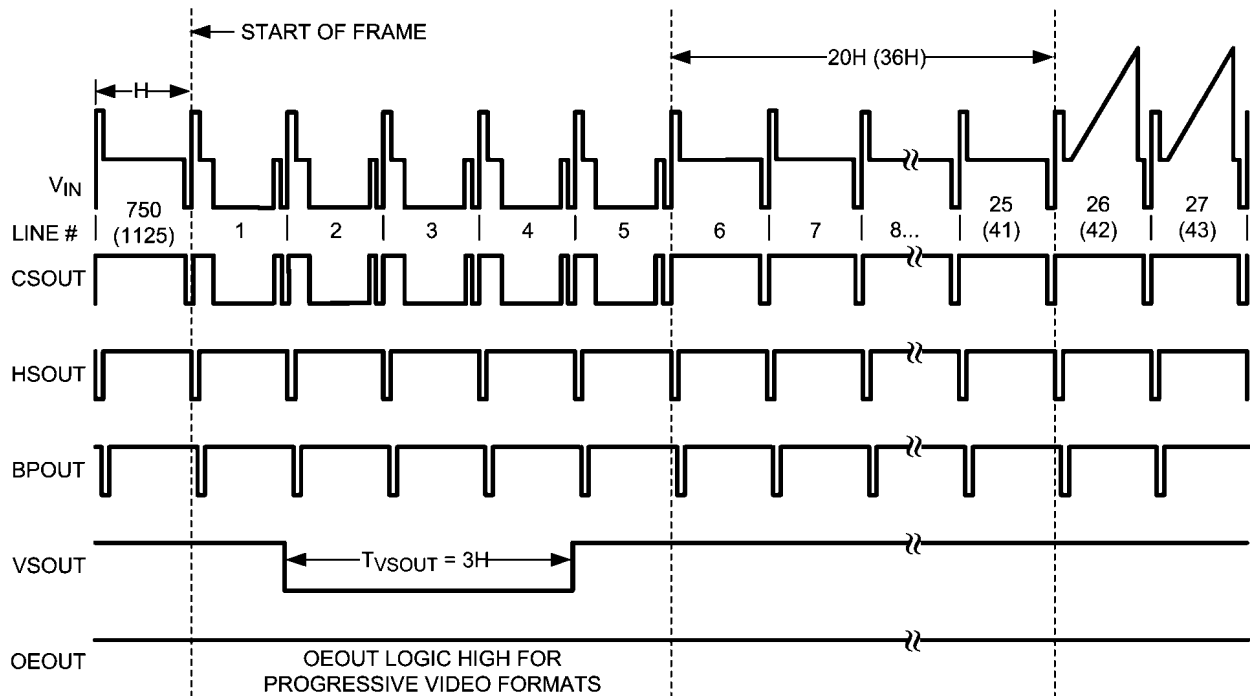 START OF FRAME
20H (36H)
H
VIN
LINE # 750 (1125) 1 2 3 4 5 6 7 8... 25 (41) 26 (42) 27 (43)
CSOUT
HSOUT
BPOUT
VSOUT
TVSOUT = 3H
OEOUT
OEOUT LOGIC HIGH FOR
PROGRESSIVE VIDEO FORMATS